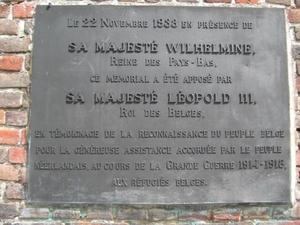 Le 22 Novembre 1938 en présence de
Sa Majesté Wilhelmine,
Reine des Pays-Bas,
ce memorial a été apposé par
Sa Majesté Léopold III,
Roi des Belges,
en témoignage de la reconnaissance du peuple belge
pour la généreuse assistance accordée par le peuple
néerlandais, au cours de la Grande Guerre 1914-1918,
aux réfugiés belges.